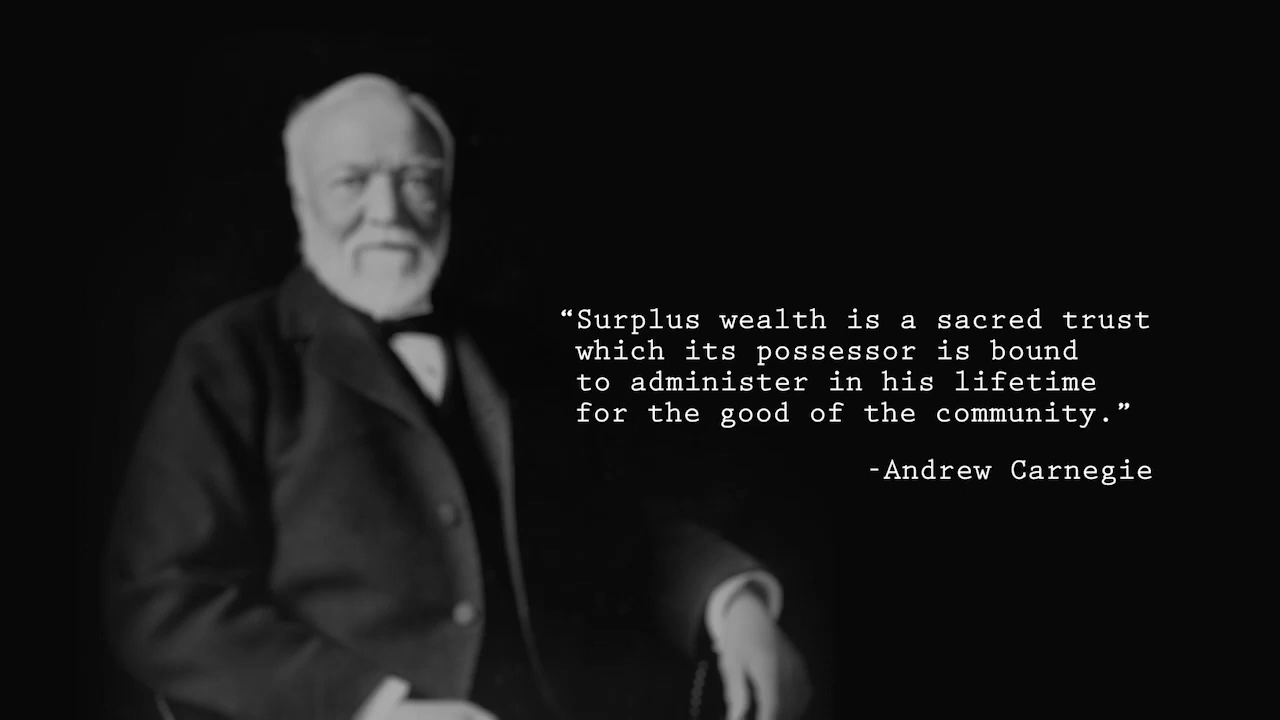 “Surplus wealth is a sacred trust
which its possessor is bound
to administer in his lifetime
for the good of the community.”
-Andrew Carnegie